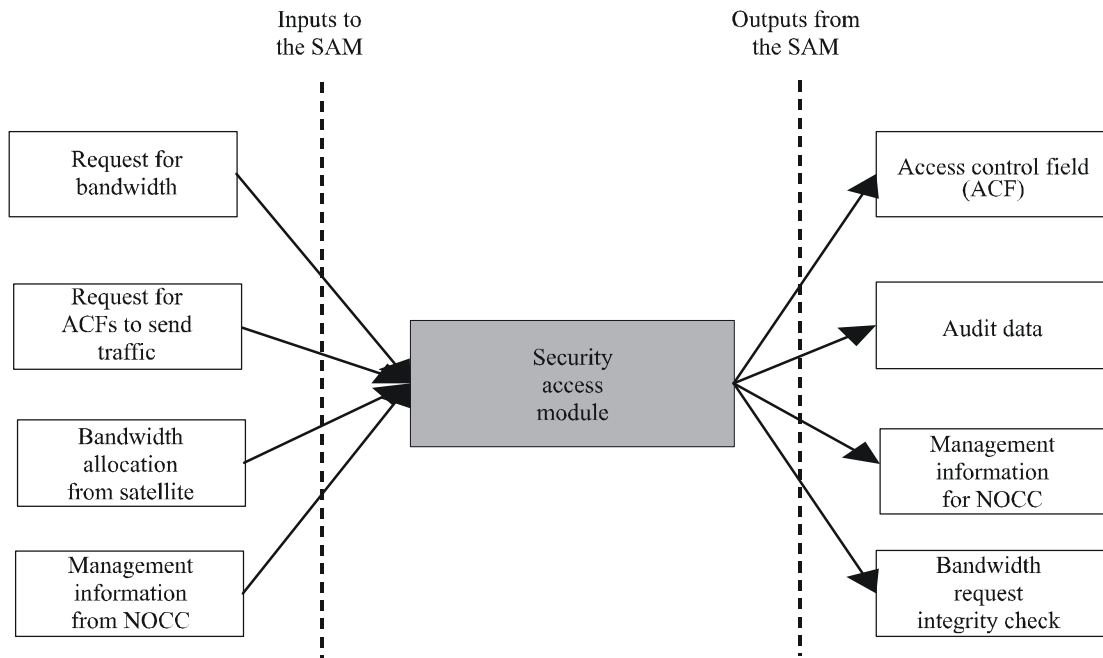 Inputs to
the SAM
Outputs from
the SAM
Request for
bandwidth
Request for
ACFs to send
traffic
Bandwidth
allocation
from satellite
Management
information
from NOCC
Security
access
module
Access control field
(ACF)
Audit data
Management
information
for NOCC
Bandwidth
request
integrity check